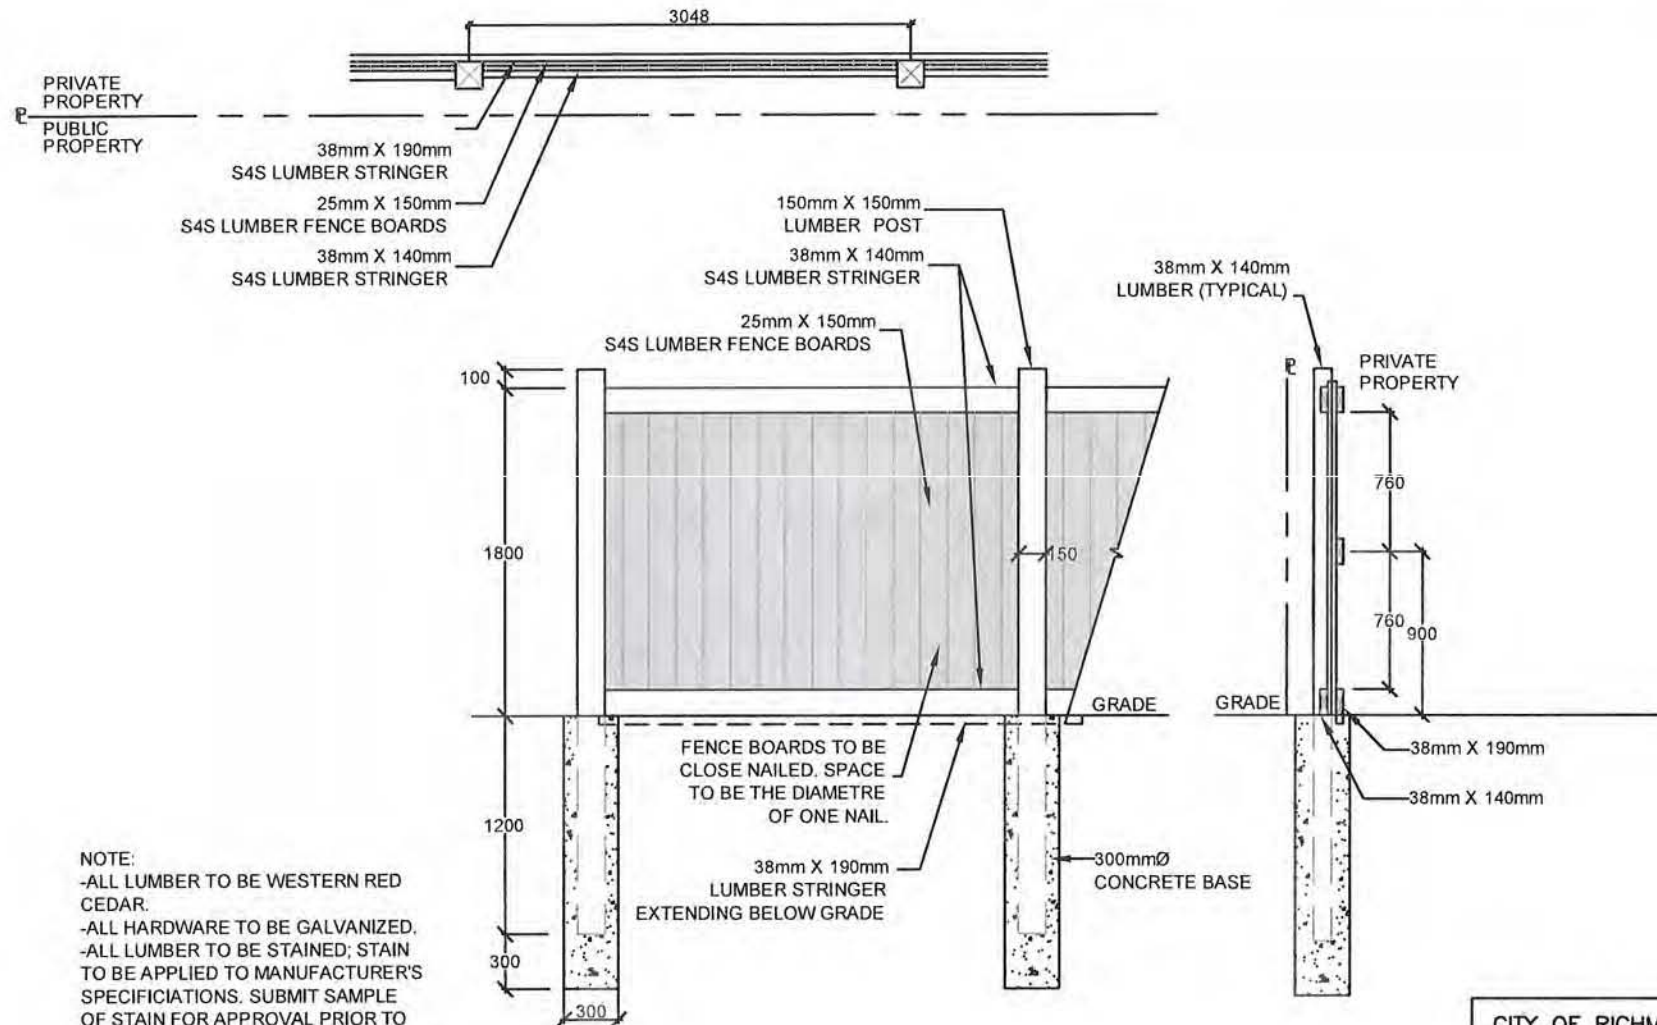 3048
PRIVATE
PROPERTY
PL
PUBLIC
PROPERTY
38mm X 190mm
S4S LUMBER STRINGER
25mm X 150mm
S4S LUMBER FENCE BOARDS
38mm X 140mm
S4S LUMBER STRINGER
150mm X 150mm
LUMBER POST
38mm X 140mm
S4S LUMBER STRINGER
25mm X 150mm
S4S LUMBER FENCE BOARDS
38mm X 140mm
LUMBER (TYPICAL)
PL
PRIVATE
PROPERTY
100
1800
150
760
760
900
GRADE
GRADE
38mm X 190mm
38mm X 140mm
FENCE BOARDS TO BE
CLOSE NAILED. SPACE
TO BE THE DIAMETRE
OF ONE NAIL.
1200
38mm X 190mm
LUMBER STRINGER
EXTENDING BELOW GRADE
300mmØ
CONCRETE BASE
300
300
NOTE:
-ALL LUMBER TO BE WESTERN RED
CEDAR.
-ALL HARDWARE TO BE GALVANIZED.
-ALL LUMBER TO BE STAINED; STAIN
TO BE APPLIED TO MANUFACTURER'S
SPECIFICIATIONS. SUBMIT SAMPLE
OF STAIN FOR APPROVAL PRIOR TO
CITY OF RICHM